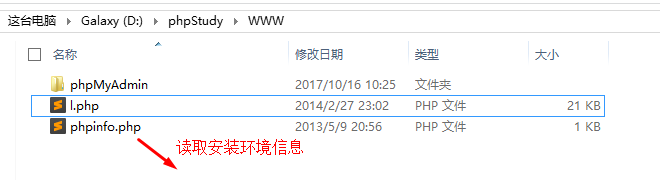 这台电脑 Galaxy (D:) phpStudy WWW
名称 修改日期 类型 大小
phpMyAdmin 2017/10/16 10:25 文件夹
l.php 2014/2/27 23:02 PHP 文件 21 KB
phpinfo.php 2013/5/9 20:56 PHP 文件 1 KB
读取安装环境信息